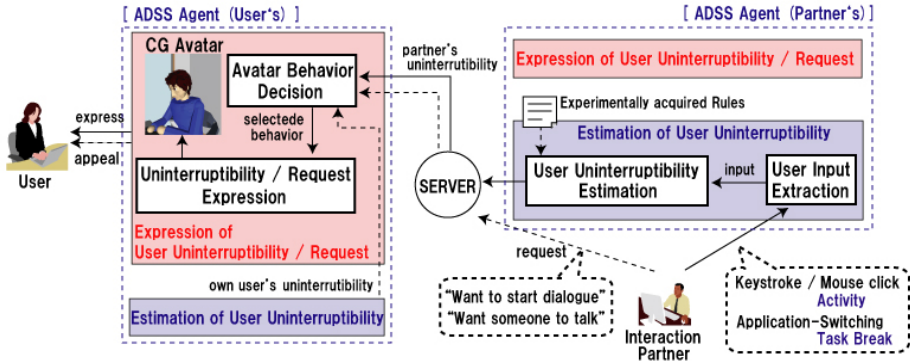 [ ADSS Agent (User's) ]
CG Avatar
Avatar Behavior
Decision
selectede
behavior
Uninterruptibility / Request
Expression
Expression of
User Uninterruptibility / Request
own user's uninterrutibility
Estimation of User Uninterruptibility
express
appeal
User
partner's
uninterrutibility
SERVER
request
[ ADSS Agent (Partner's) ]
Expression of User Uninterruptibility / Request
Experimentally acquired Rules
Estimation of User Uninterruptibility
User Uninterruptibility
Estimation
input
User Input
Extraction
“Want to start dialogue”
“Want someone to talk”
Interaction
Partner
Keystroke / Mouse click
Activity
Application-Switching
Task Break